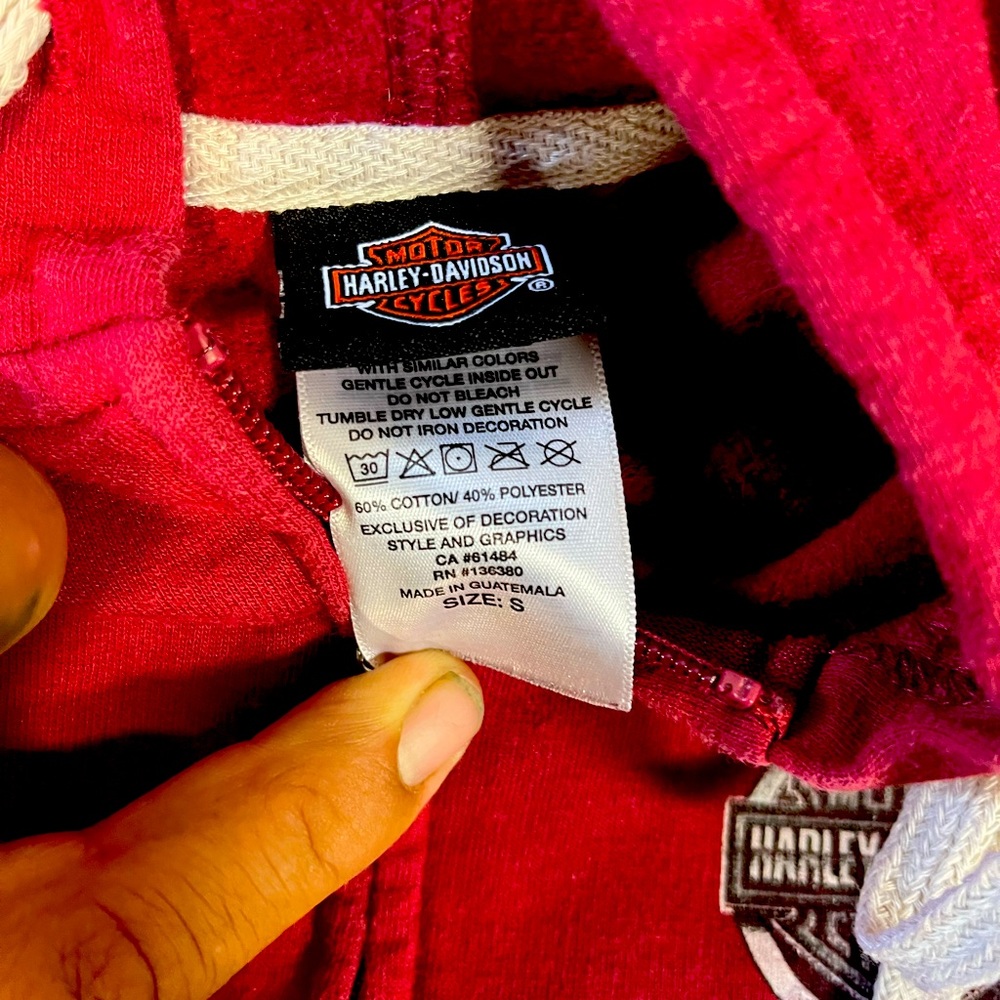 MOTOR
HARLEY-DAVIDSON
CYCLES
®
WITH SIMILAR COLORS
GENTLE CYCLE INSIDE OUT
DO NOT BLEACH
TUMBLE DRY LOW GENTLE CYCLE
DO NOT IRON DECORATION
30
60% COTTON/ 40% POLYESTER
EXCLUSIVE OF DECORATION
STYLE AND GRAPHICS
CA #61484
RN #136380
MADE IN GUATEMALA
SIZE: S
HARLEY